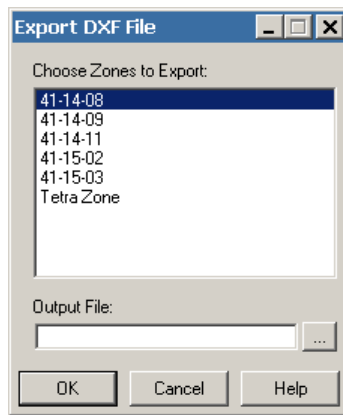 Export DXF File
Choose Zones to Export:
41-14-08
41-14-09
41-14-11
41-15-02
41-15-03
Tetra Zone
Output File:
...
OK Cancel Help